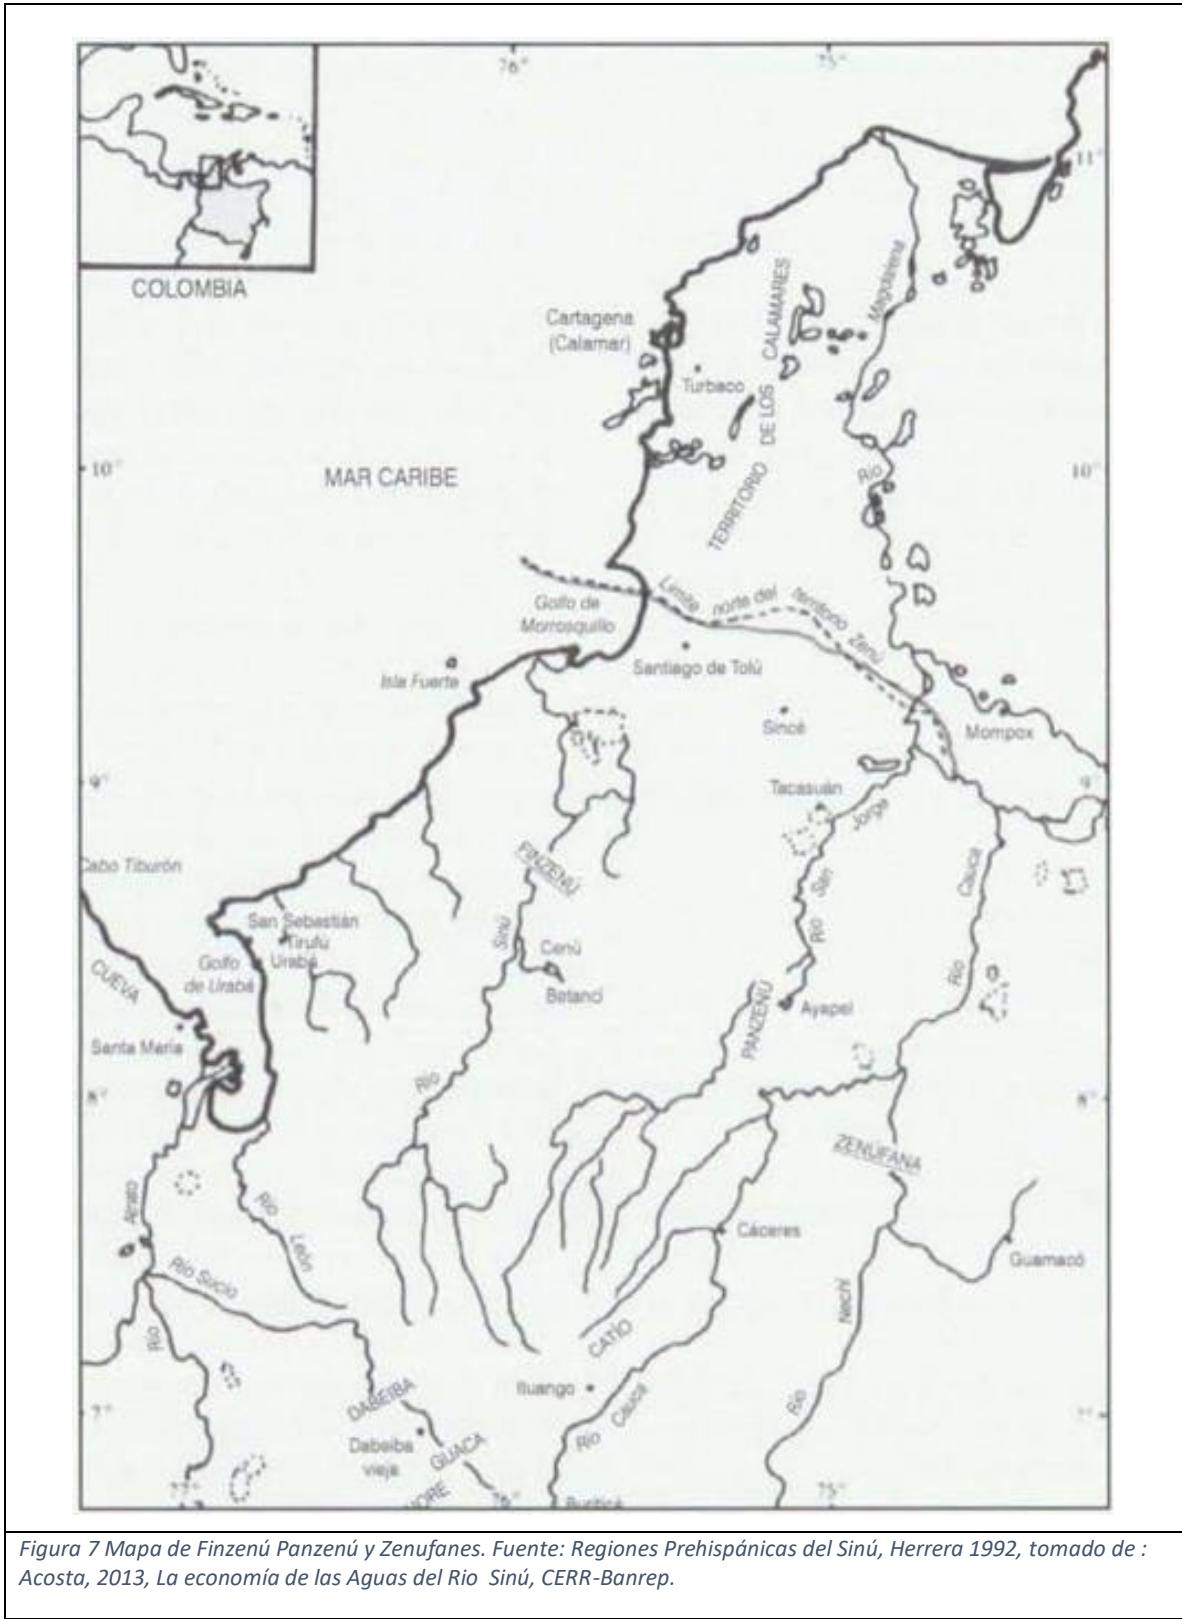 76°
75°
11°
COLOMBIA
Cartagena
(Calamar)
Turbaco
TERRITORIO DE LOS CALAMARES
Magdalena
Río
10°
MAR CARIBE
10°
Límite norte del territorio Zenú
Golfo de
Morrosquillo
Santiago de Tolú
Isla Fuerte
Sincé
Mompox
9°
9°
Tacasuán
Río San Jorge
Cabo Tiburón
FINZENÚ
Río Cauca
San Sebastián
Tirufú
Urabá
Golfo
de Urabá
CUEVA
Río Sinú
Cenú
Betancí
PANZENÚ
Ayapel
Santa María
8°
8°
ZENÚFANA
Río Atrato
Río León
Río Sucio
Cáceres
Guamacó
CATÍO
Río Nechí
Ituango
Río Cauca
DABEIBA
Dabeiba
vieja
GUACA
7°
7°
77°
76°
75°
Figura 7 Mapa de Finzenú Panzenú y Zenufanes. Fuente: Regiones Prehispánicas del Sinú, Herrera 1992, tomado de :
Acosta, 2013, La economía de las Aguas del Rio Sinú, CERR-Banrep.